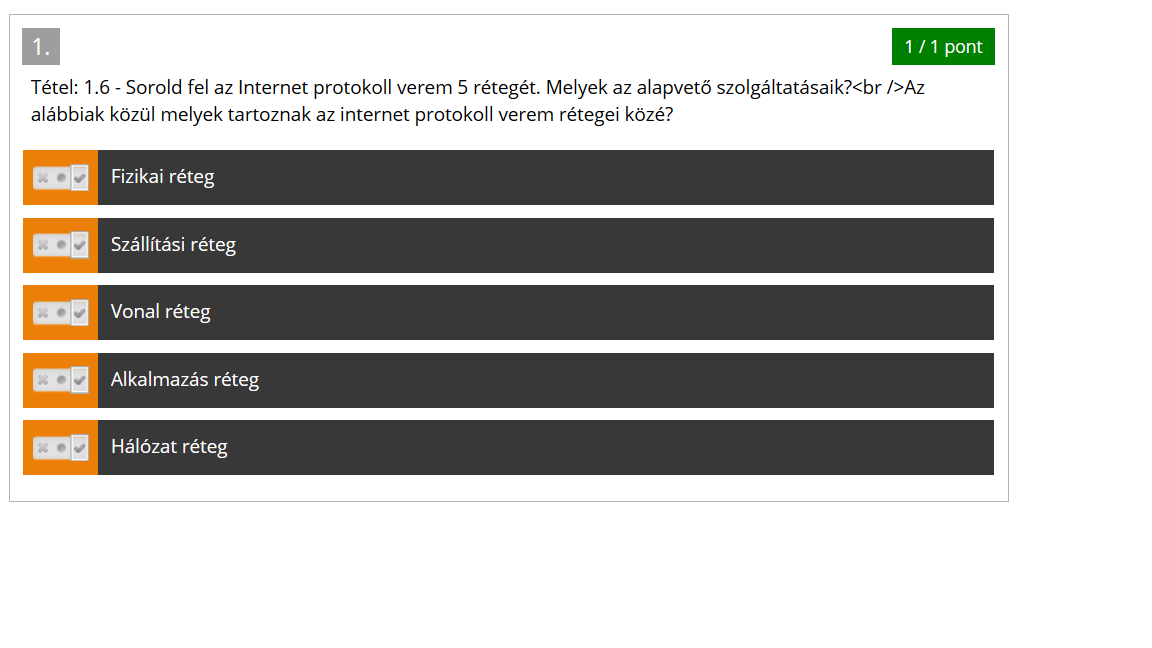 1.
1 / 1 pont
Tétel: 1.6 - Sorold fel az Internet protokoll verem 5 rétegét. Melyek az alapvető szolgáltatásaik?<br />Az
alábbiak közül melyek tartoznak az internet protokoll verem rétegei közé?
Fizikai réteg
Szállítási réteg
Vonal réteg
Alkalmazás réteg
Hálózat réteg